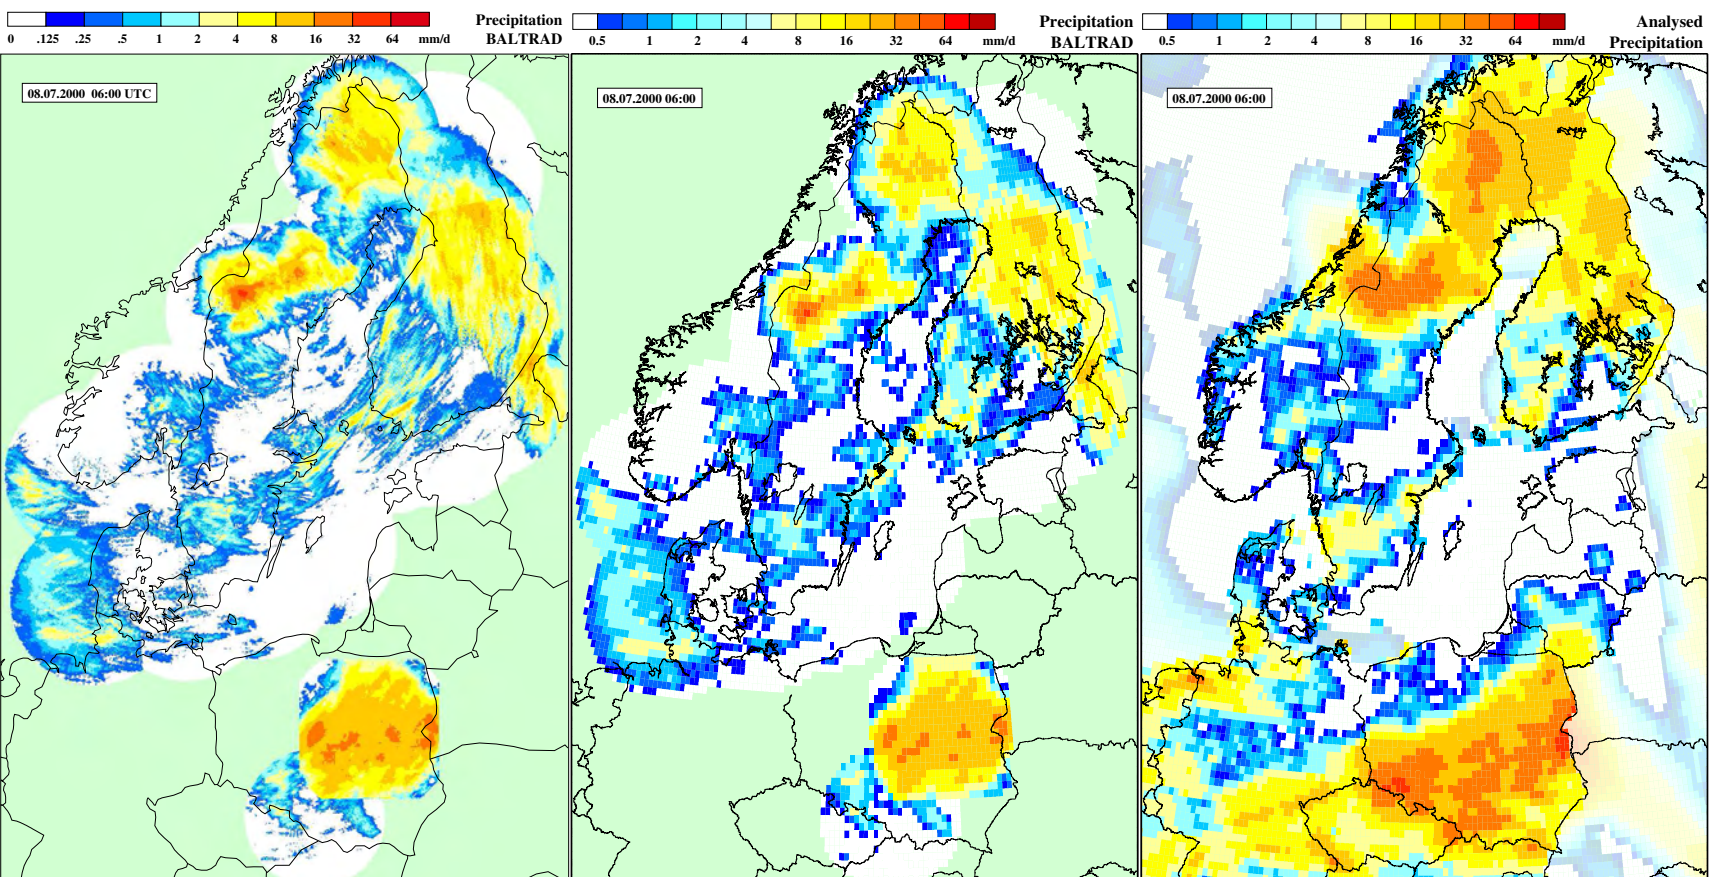 Precipitation
BALTRAD
0 .125 .25 .5 1 2 4 8 16 32 64 mm/d
08.07.2000 06:00 UTC
Precipitation
BALTRAD
0.5 1 2 4 8 16 32 64 mm/d
08.07.2000 06:00
Analysed
Precipitation
0.5 1 2 4 8 16 32 64 mm/d
08.07.2000 06:00